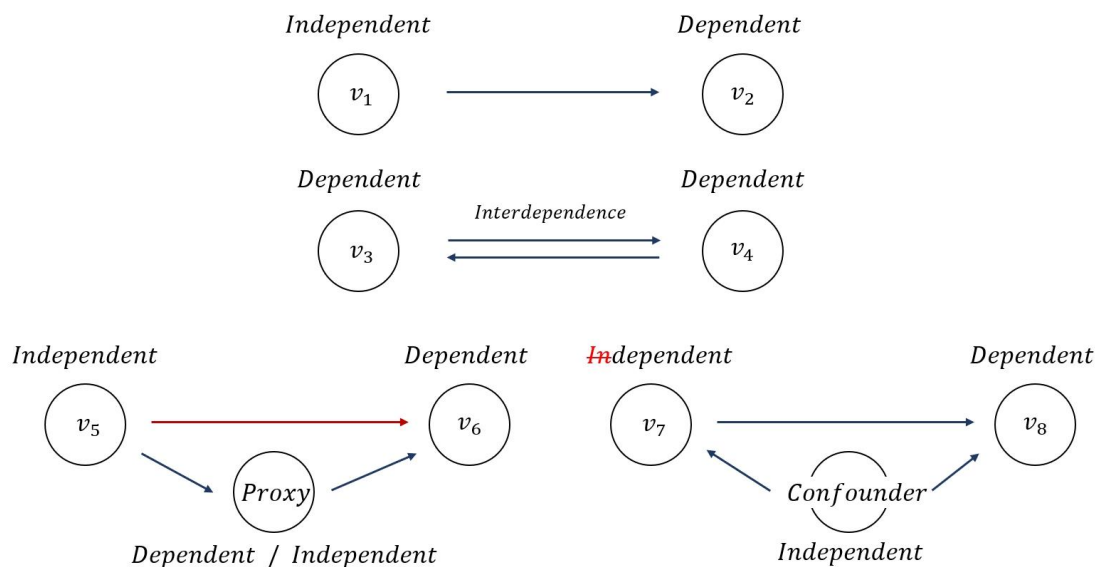 Independent Dependent
v₁ v₂
Dependent Dependent
Interdependence
v₃ v₄
Independent Dependent Independent Dependent
v₅ v₆ v₇ v₈
Proxy Confounder
Dependent / Independent Independent